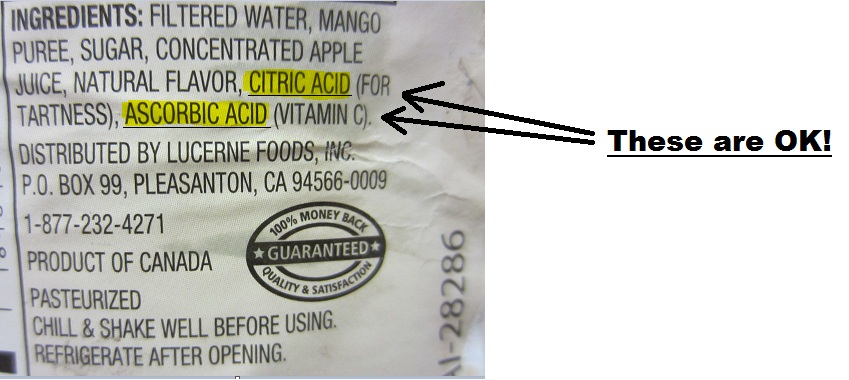 INGREDIENTS: FILTERED WATER, MANGO
PUREE, SUGAR, CONCENTRATED APPLE
JUICE, NATURAL FLAVOR, CITRIC ACID (FOR
TARTNESS), ASCORBIC ACID (VITAMIN C).
These are OK!
DISTRIBUTED BY LUCERNE FOODS, INC.
P.O. BOX 99, PLEASANTON, CA 94566-0009
1-877-232-4271
100% MONEY BACK
GUARANTEED
QUALITY & SATISFACTION
PRODUCT OF CANADA
PASTEURIZED
CHILL & SHAKE WELL BEFORE USING.
REFRIGERATE AFTER OPENING.